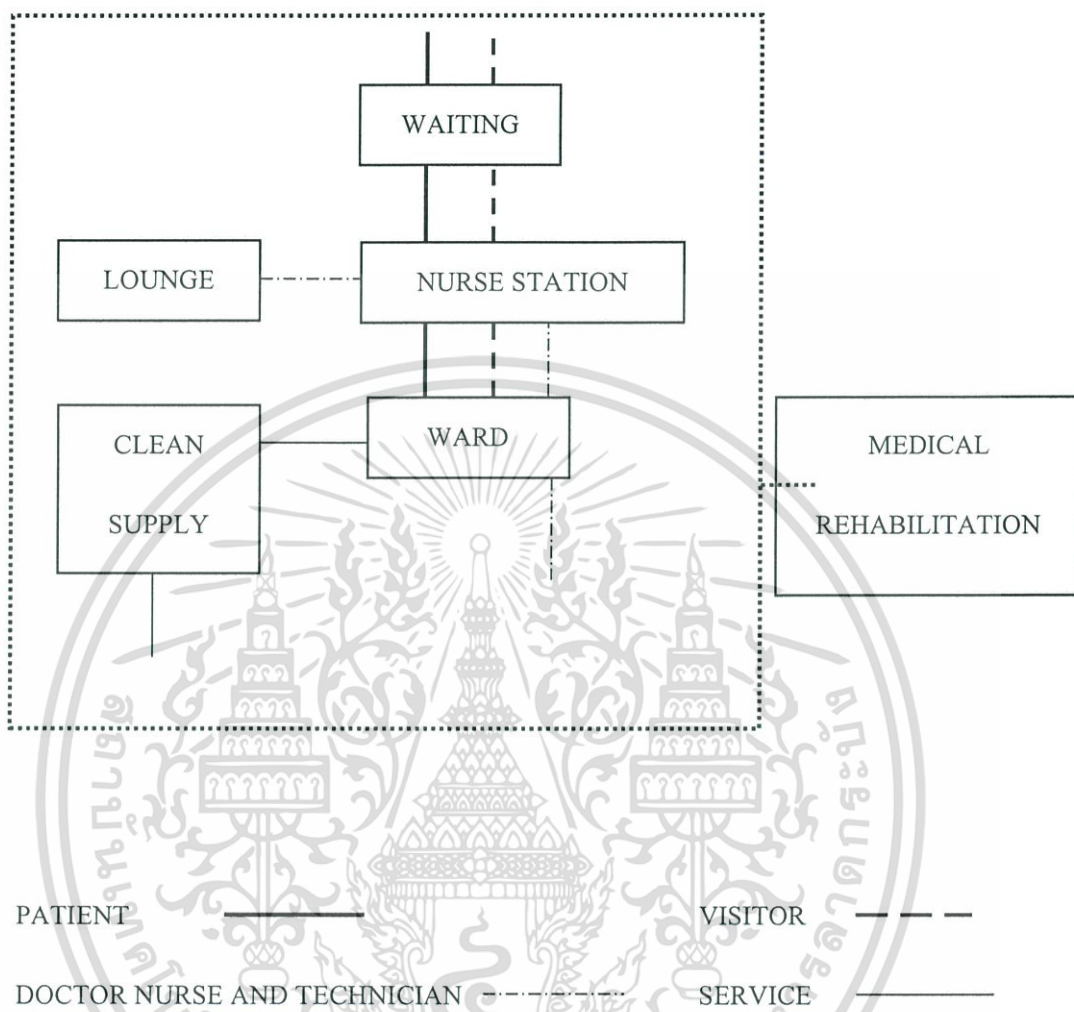 WAITING
LOUNGE
NURSE STATION
CLEAN
SUPPLY
WARD
MEDICAL
REHABILITATION
PATIENT
VISITOR
DOCTOR NURSE AND TECHNICIAN
SERVICE